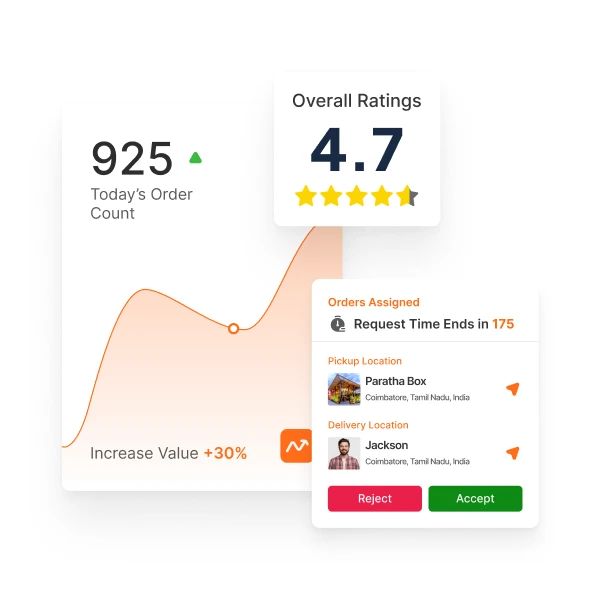 Overall Ratings
4.7
925
Today’s Order
Count
Increase Value +30%
Orders Assigned
Request Time Ends in 175
Pickup Location
Paratha Box
Coimbatore, Tamil Nadu, India
Delivery Location
Jackson
Coimbatore, Tamil Nadu, India
Reject
Accept